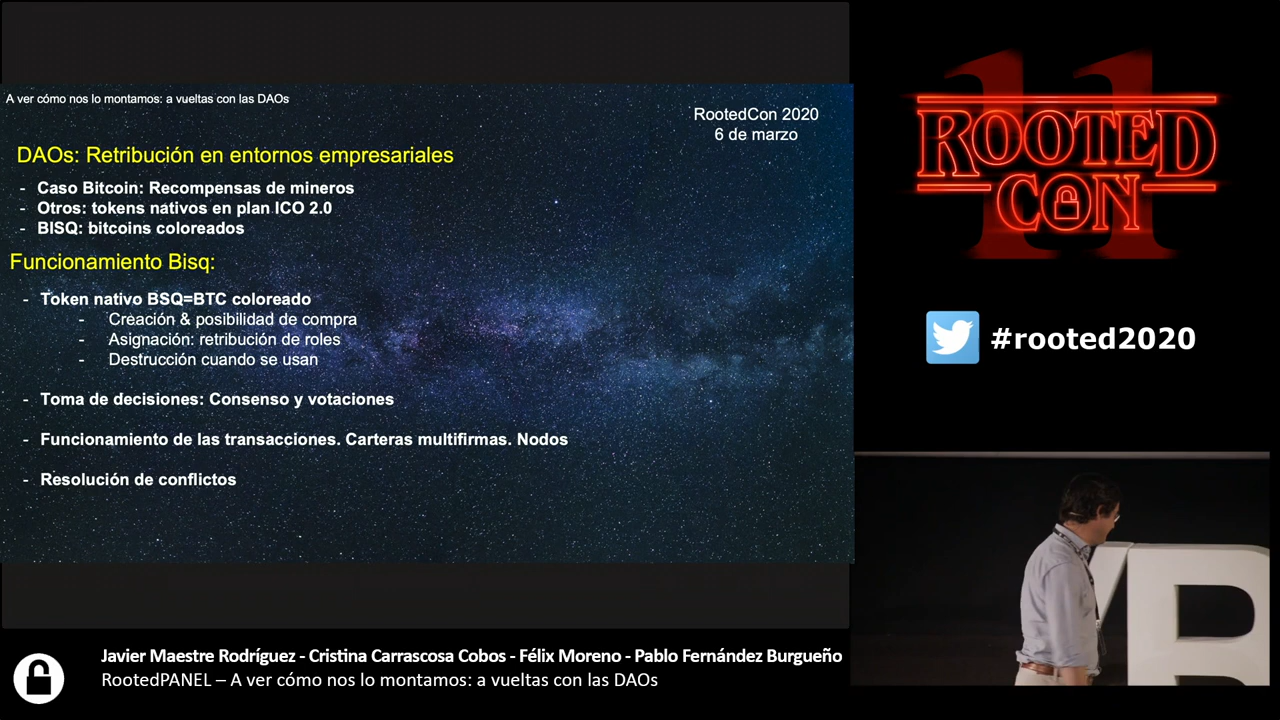 A ver cómo nos lo montamos: a vueltas con las DAOs
RootedCon 2020
6 de marzo
DAOs: Retribución en entornos empresariales
- Caso Bitcoin: Recompensas de mineros
- Otros: tokens nativos en plan ICO 2.0
- BISQ: bitcoins coloreados
Funcionamiento Bisq:
- Token nativo BSQ=BTC coloreado
- Creación & posibilidad de compra
- Asignación: retribución de roles
- Destrucción cuando se usan
- Toma de decisiones: Consenso y votaciones
- Funcionamiento de las transacciones. Carteras multifirmas. Nodos
- Resolución de conflictos
11
ROOTED
CON
#rooted2020
R
Javier Maestre Rodríguez - Cristina Carrascosa Cobos - Félix Moreno - Pablo Fernández Burgueño
RootedPANEL – A ver cómo nos lo montamos: a vueltas con las DAOs